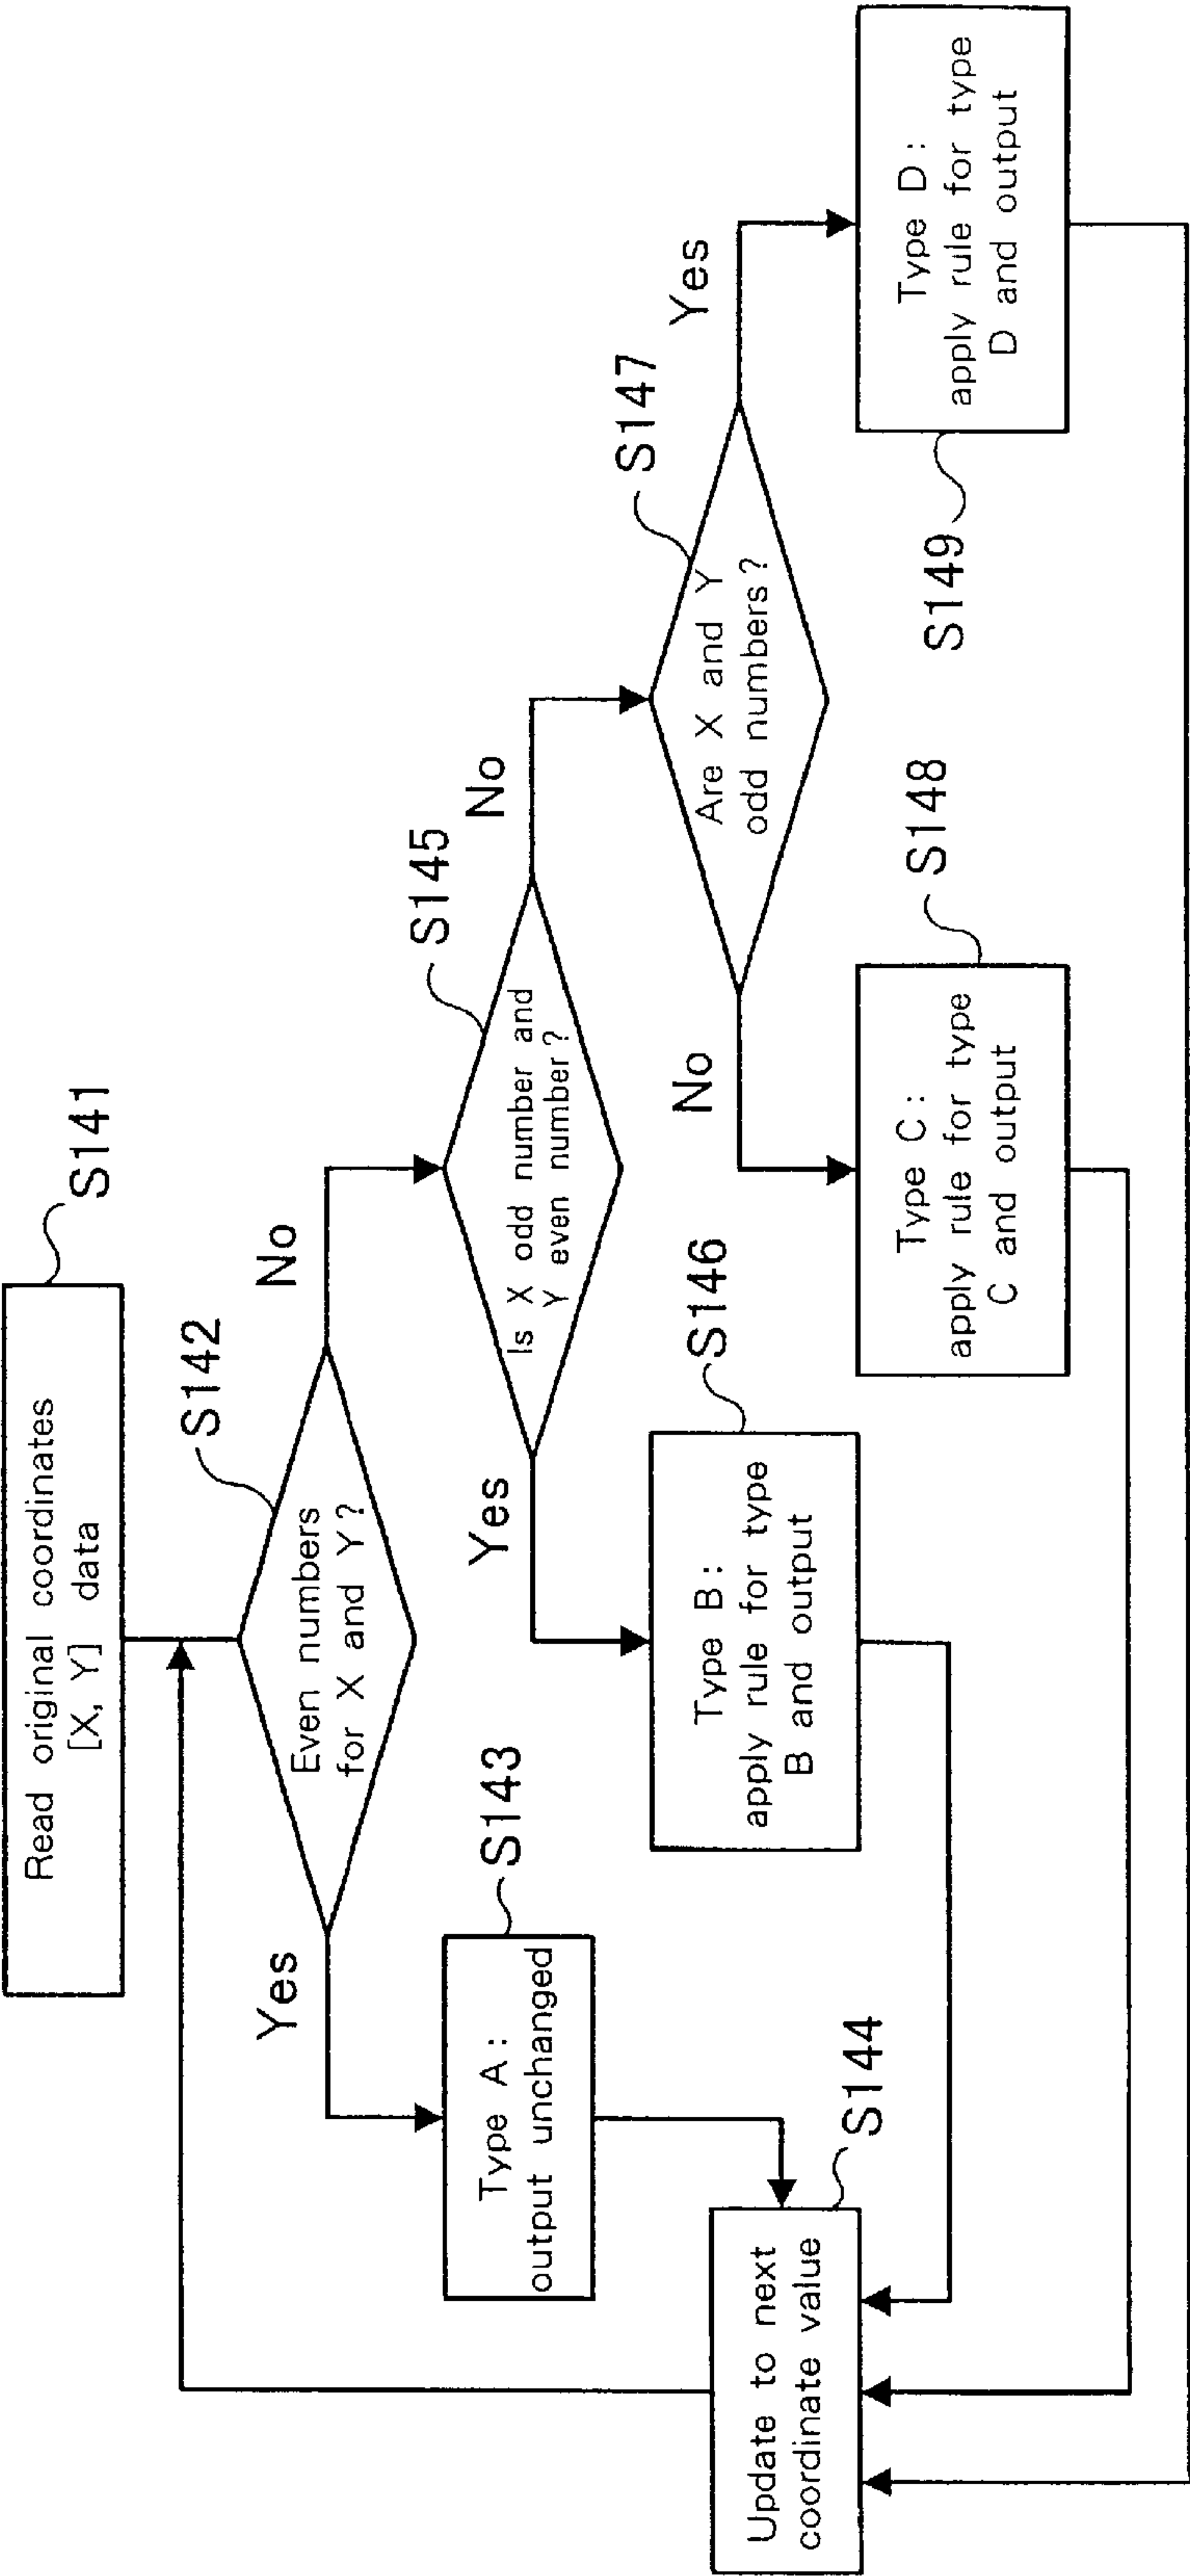 Read original coordinates
[X, Y] data
S141
Even numbers
for X and Y?
S142
Yes
No
Type A:
output unchanged
S143
Is X odd number and
Y even number?
S145
Yes
No
Update to next
coordinate value
S144
Type B:
apply rule for type
B and output
S146
Are X and Y
odd numbers?
S147
No
Yes
Type C:
apply rule for type
C and output
S148
Type D:
apply rule for type
D and output
S149